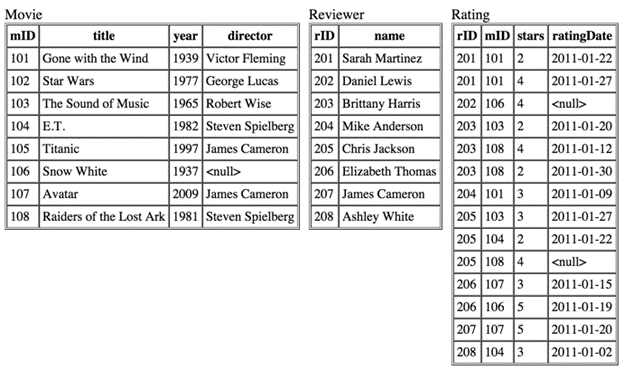 Movie
mID title year director
101 Gone with the Wind 1939 Victor Fleming
102 Star Wars 1977 George Lucas
103 The Sound of Music 1965 Robert Wise
104 E.T. 1982 Steven Spielberg
105 Titanic 1997 James Cameron
106 Snow White 1937 <null>
107 Avatar 2009 James Cameron
108 Raiders of the Lost Ark 1981 Steven Spielberg
Reviewer
rID name
201 Sarah Martinez
202 Daniel Lewis
203 Brittany Harris
204 Mike Anderson
205 Chris Jackson
206 Elizabeth Thomas
207 James Cameron
208 Ashley White
Rating
rID mID stars ratingDate
201 101 2 2011-01-22
201 101 4 2011-01-27
202 106 4 <null>
203 103 2 2011-01-20
203 108 4 2011-01-12
203 108 2 2011-01-30
204 101 3 2011-01-09
205 103 3 2011-01-27
205 104 2 2011-01-22
205 108 4 <null>
206 107 3 2011-01-15
206 106 5 2011-01-19
207 107 5 2011-01-20
208 104 3 2011-01-02